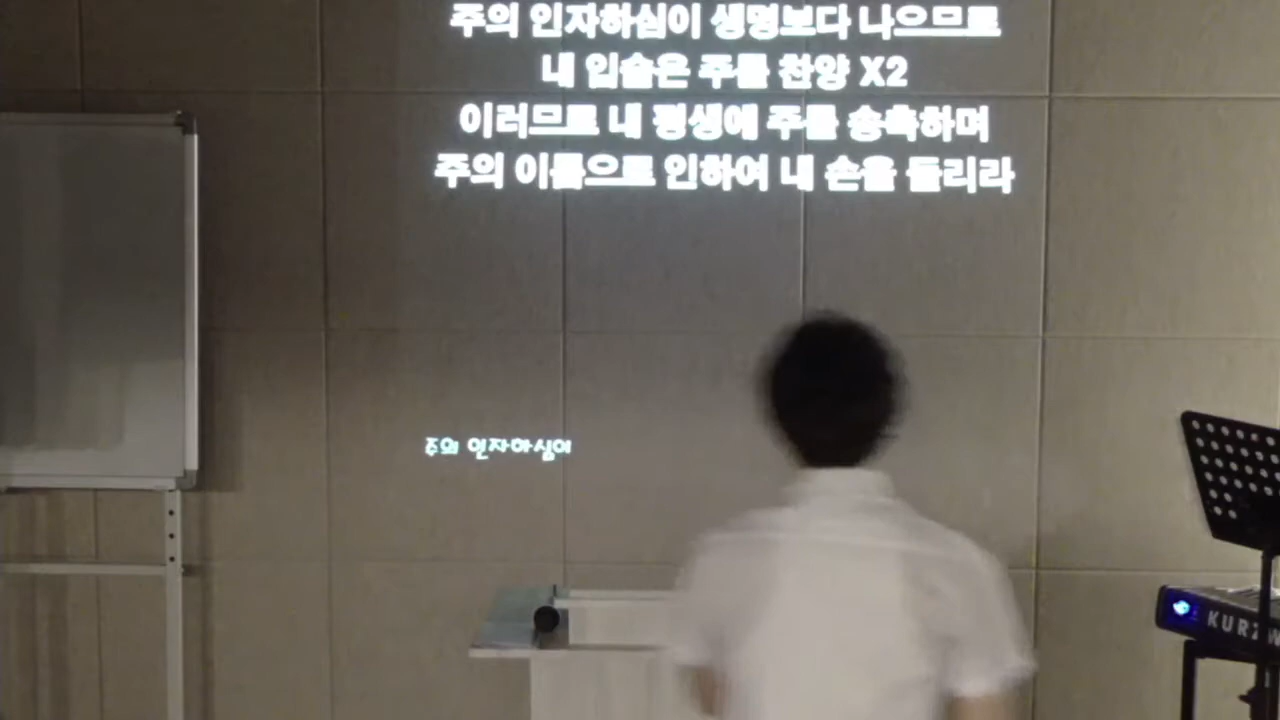 주의 인자하심이 생명보다 나으므로
내 입술은 주를 찬양 X2
이러므로 내 평생에 주를 송축하며
주의 이름으로 인하여 내 손을 들리라
주의 인자하심이
KURZW